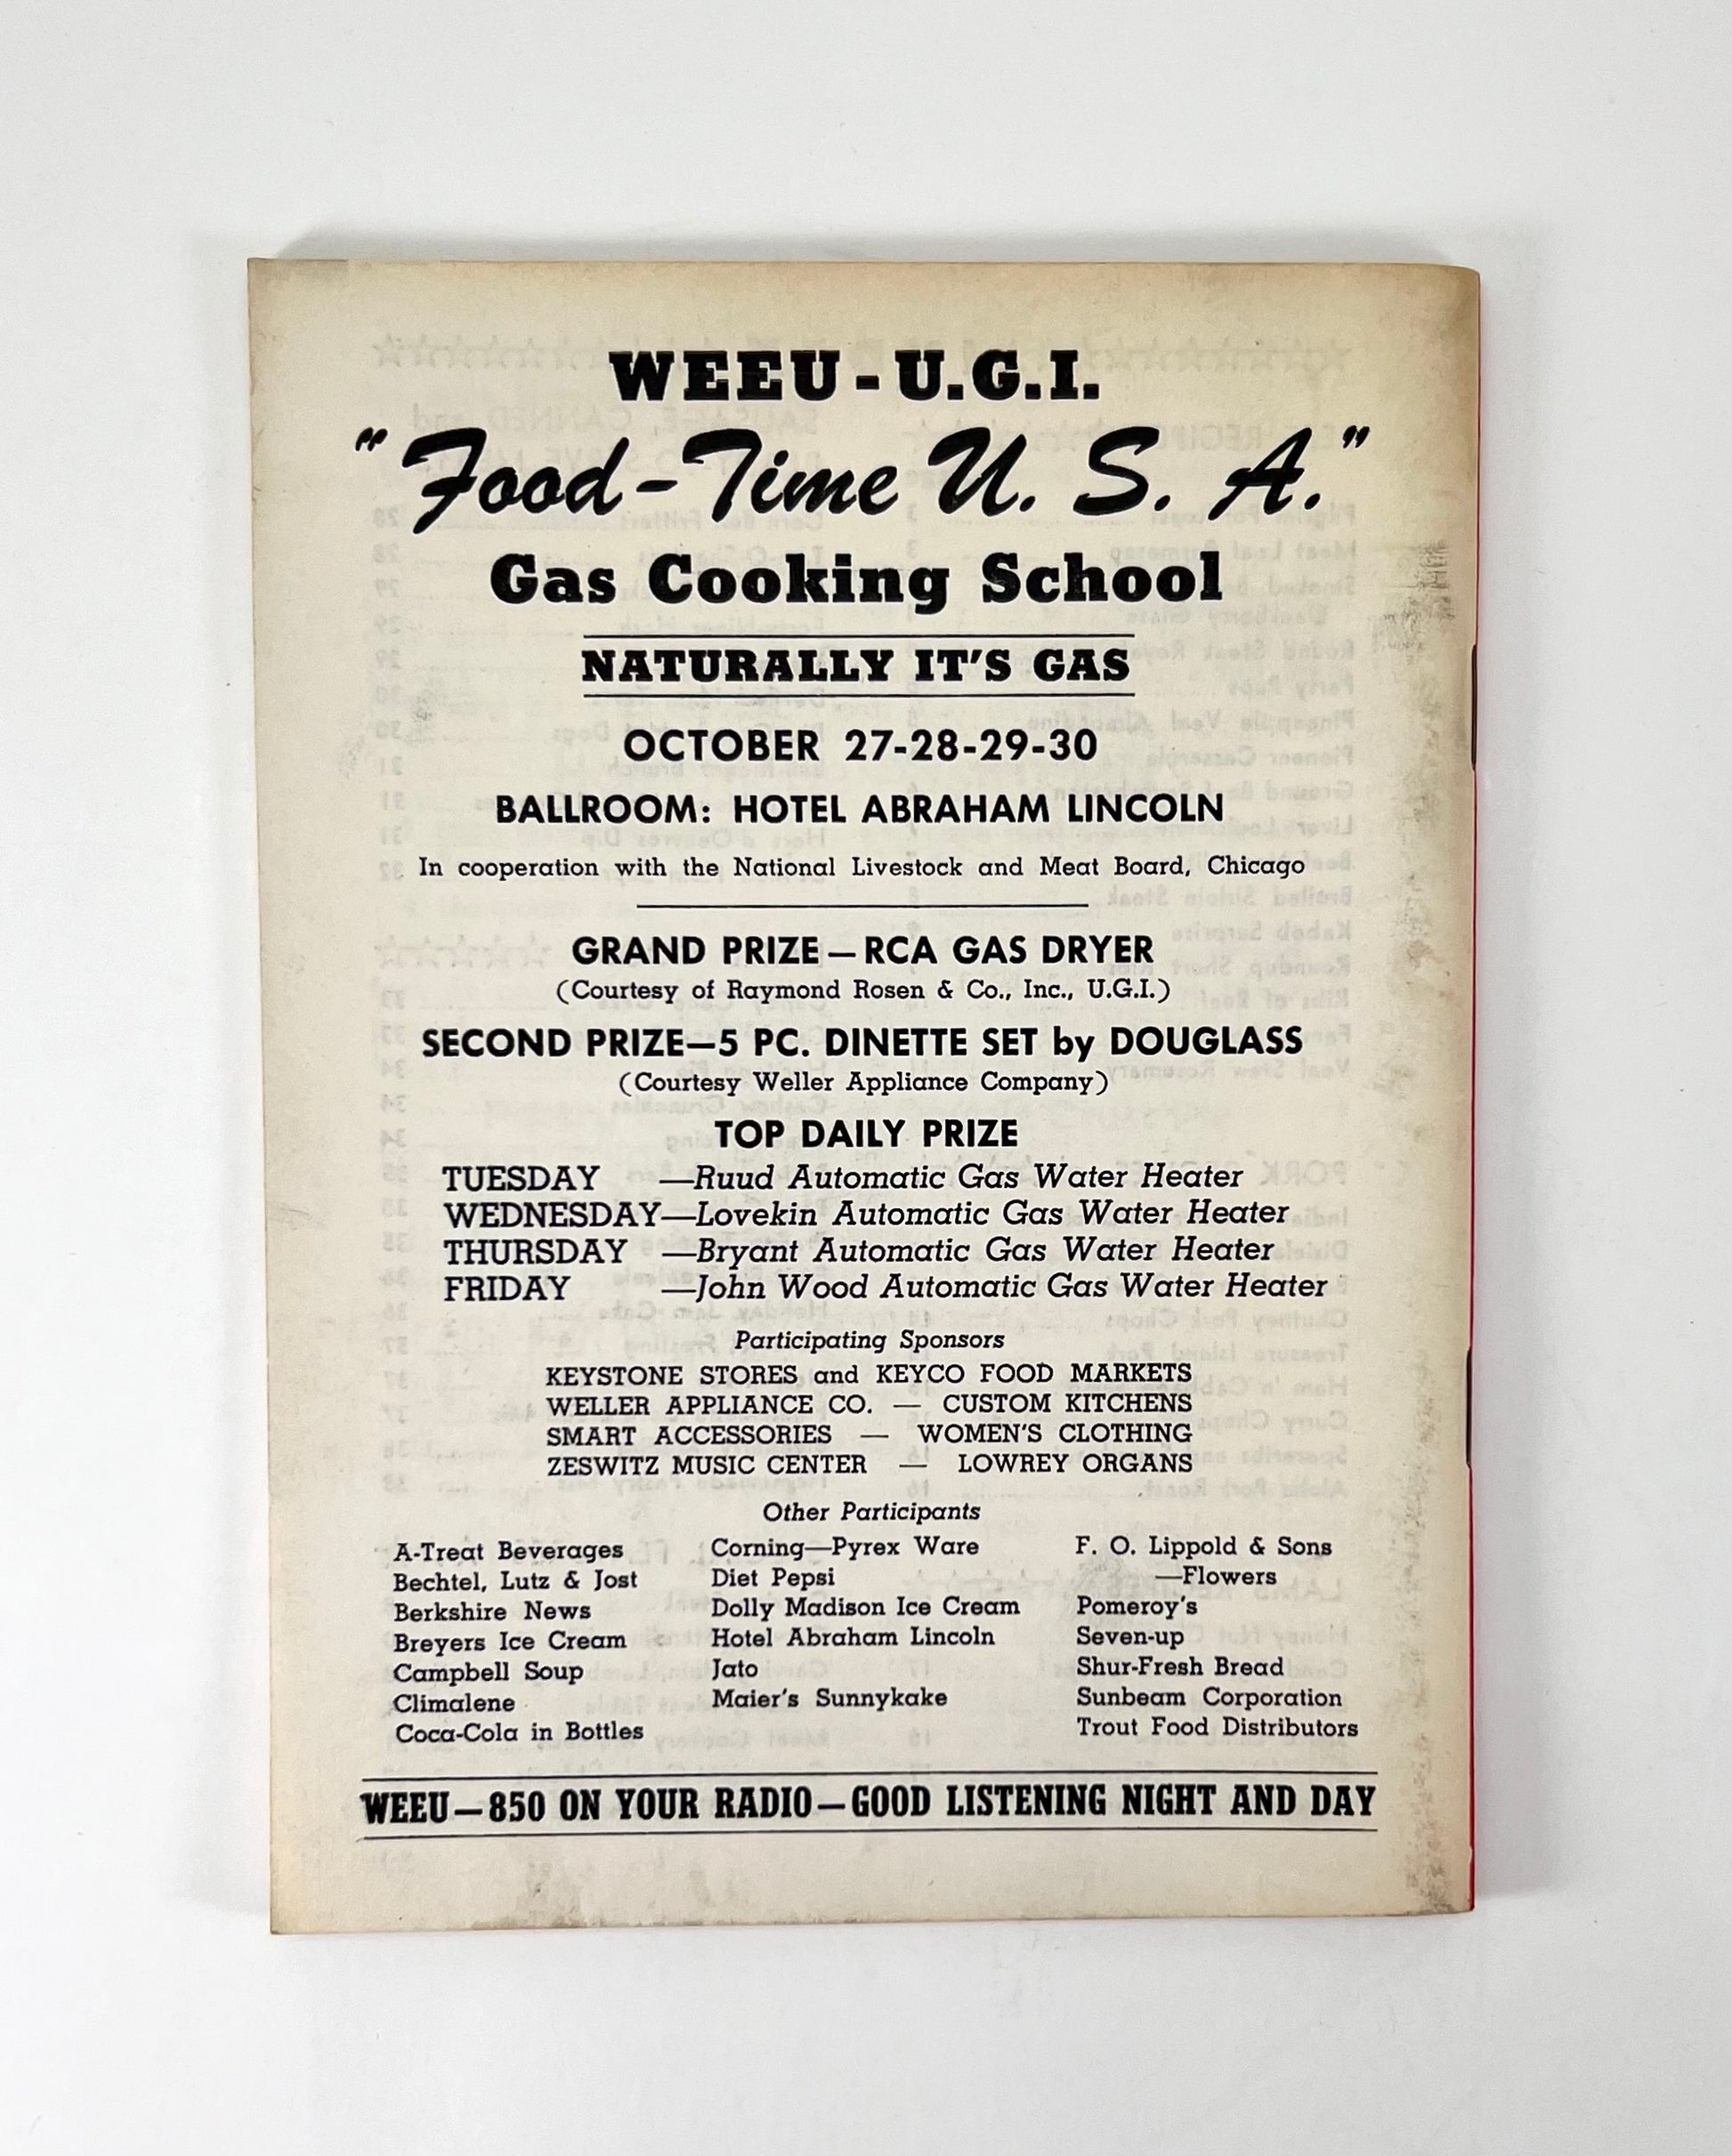 WEEU - U.G.I.
"Food-Time U. S. A."
Gas Cooking School
NATURALLY IT'S GAS
OCTOBER 27-28-29-30
BALLROOM: HOTEL ABRAHAM LINCOLN
In cooperation with the National Livestock and Meat Board, Chicago
GRAND PRIZE—RCA GAS DRYER
(Courtesy of Raymond Rosen & Co., Inc., U.G.I.)
SECOND PRIZE—5 PC. DINETTE SET by DOUGLASS
(Courtesy Weller Appliance Company)
TOP DAILY PRIZE
TUESDAY —Ruud Automatic Gas Water Heater
WEDNESDAY—Lovekin Automatic Gas Water Heater
THURSDAY —Bryant Automatic Gas Water Heater
FRIDAY —John Wood Automatic Gas Water Heater
Participating Sponsors
KEYSTONE STORES and KEYCO FOOD MARKETS
WELLER APPLIANCE CO. — CUSTOM KITCHENS
SMART ACCESSORIES — WOMEN'S CLOTHING
ZESWITZ MUSIC CENTER — LOWREY ORGANS
Other Participants
A-Treat Beverages
Bechtel, Lutz & Jost
Berkshire News
Breyers Ice Cream
Campbell Soup
Climalene
Coca-Cola in Bottles
Corning—Pyrex Ware
Diet Pepsi
Dolly Madison Ice Cream
Hotel Abraham Lincoln
Jato
Maier's Sunnykake
F. O. Lippold & Sons
—Flowers
Pomeroy's
Seven-up
Shur-Fresh Bread
Sunbeam Corporation
Trout Food Distributors
WEEU—850 ON YOUR RADIO—GOOD LISTENING NIGHT AND DAY